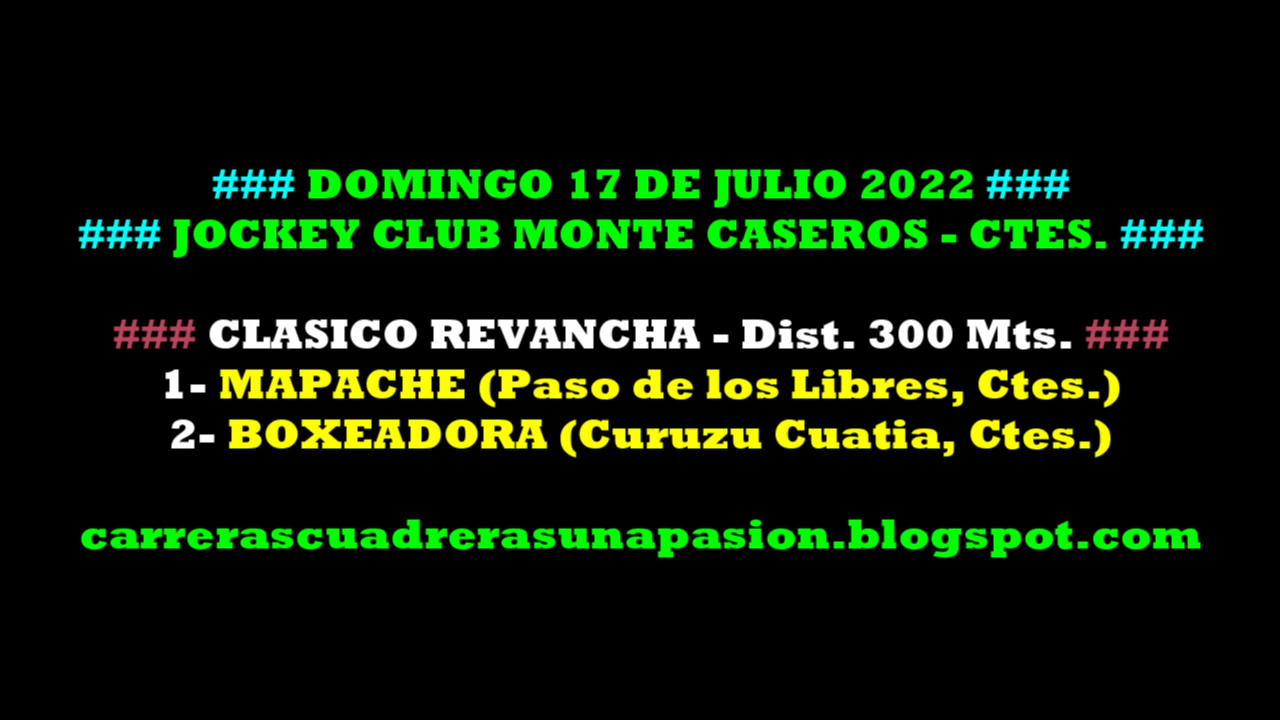 ### DOMINGO 17 DE JULIO 2022 ###
### JOCKEY CLUB MONTE CASEROS - CTES. ###
### CLASICO REVANCHA - Dist. 300 Mts. ###
1- MAPACHE (Paso de los Libres, Ctes.)
2- BOXEADORA (Curuzu Cuatia, Ctes.)
carrerascuadrerasunapasion.blogspot.com